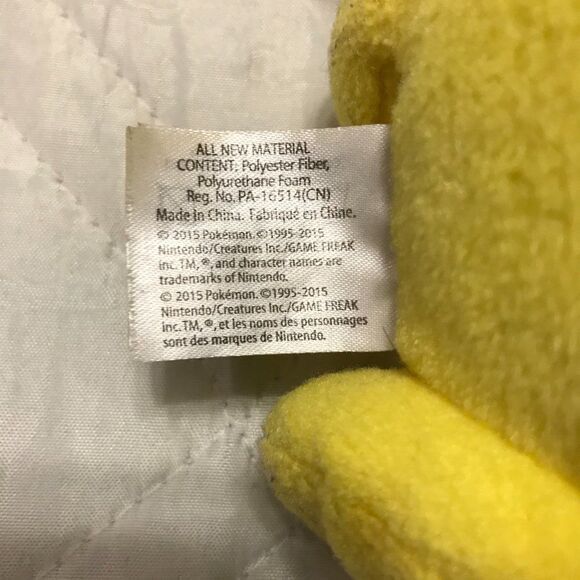 ALL NEW MATERIAL
CONTENT: Polyester Fiber,
Polyurethane Foam
Reg. No. PA-16514(CN)
Made in China. Fabriqué en Chine.
© 2015 Pokémon. ©1995-2015
Nintendo/Creatures Inc./GAME FREAK
inc. TM, ®, and character names are
trademarks of Nintendo.
© 2015 Pokémon. ©1995-2015
Nintendo/Creatures Inc./GAME FREAK
inc. TM, ®, et les noms des personnages
sont des marques de Nintendo.